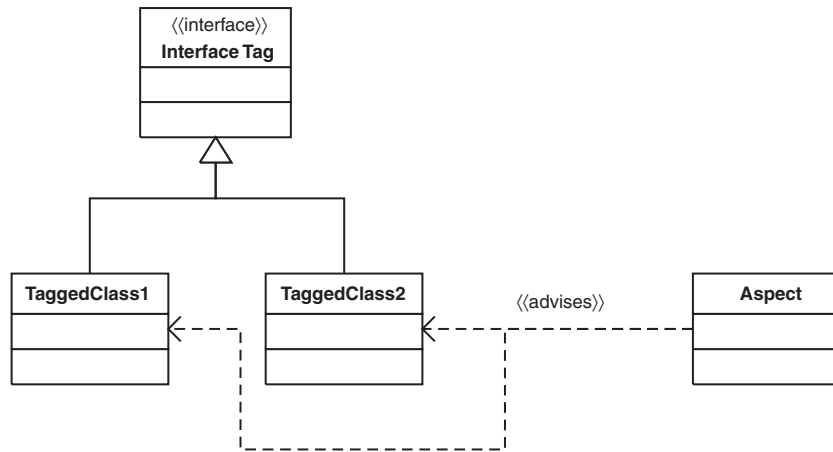 ⟨⟨interface⟩⟩
Interface Tag
TaggedClass1
TaggedClass2
⟨⟨advises⟩⟩
Aspect